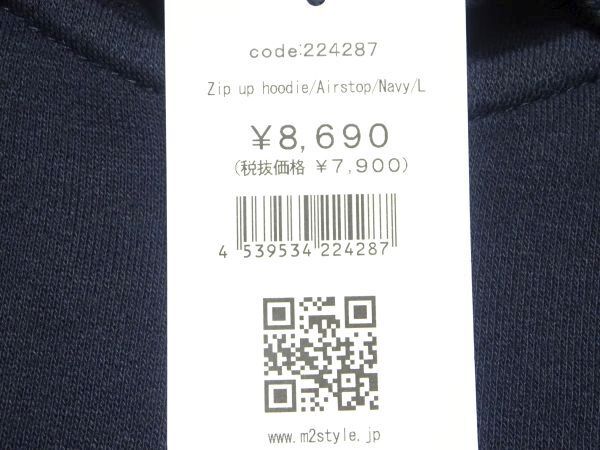 code:224287
Zip up hoodie/Airstop/Navy/L
￥8,690
(税抜価格 ￥7,900)
4 539534 224287
www.m2style.jp